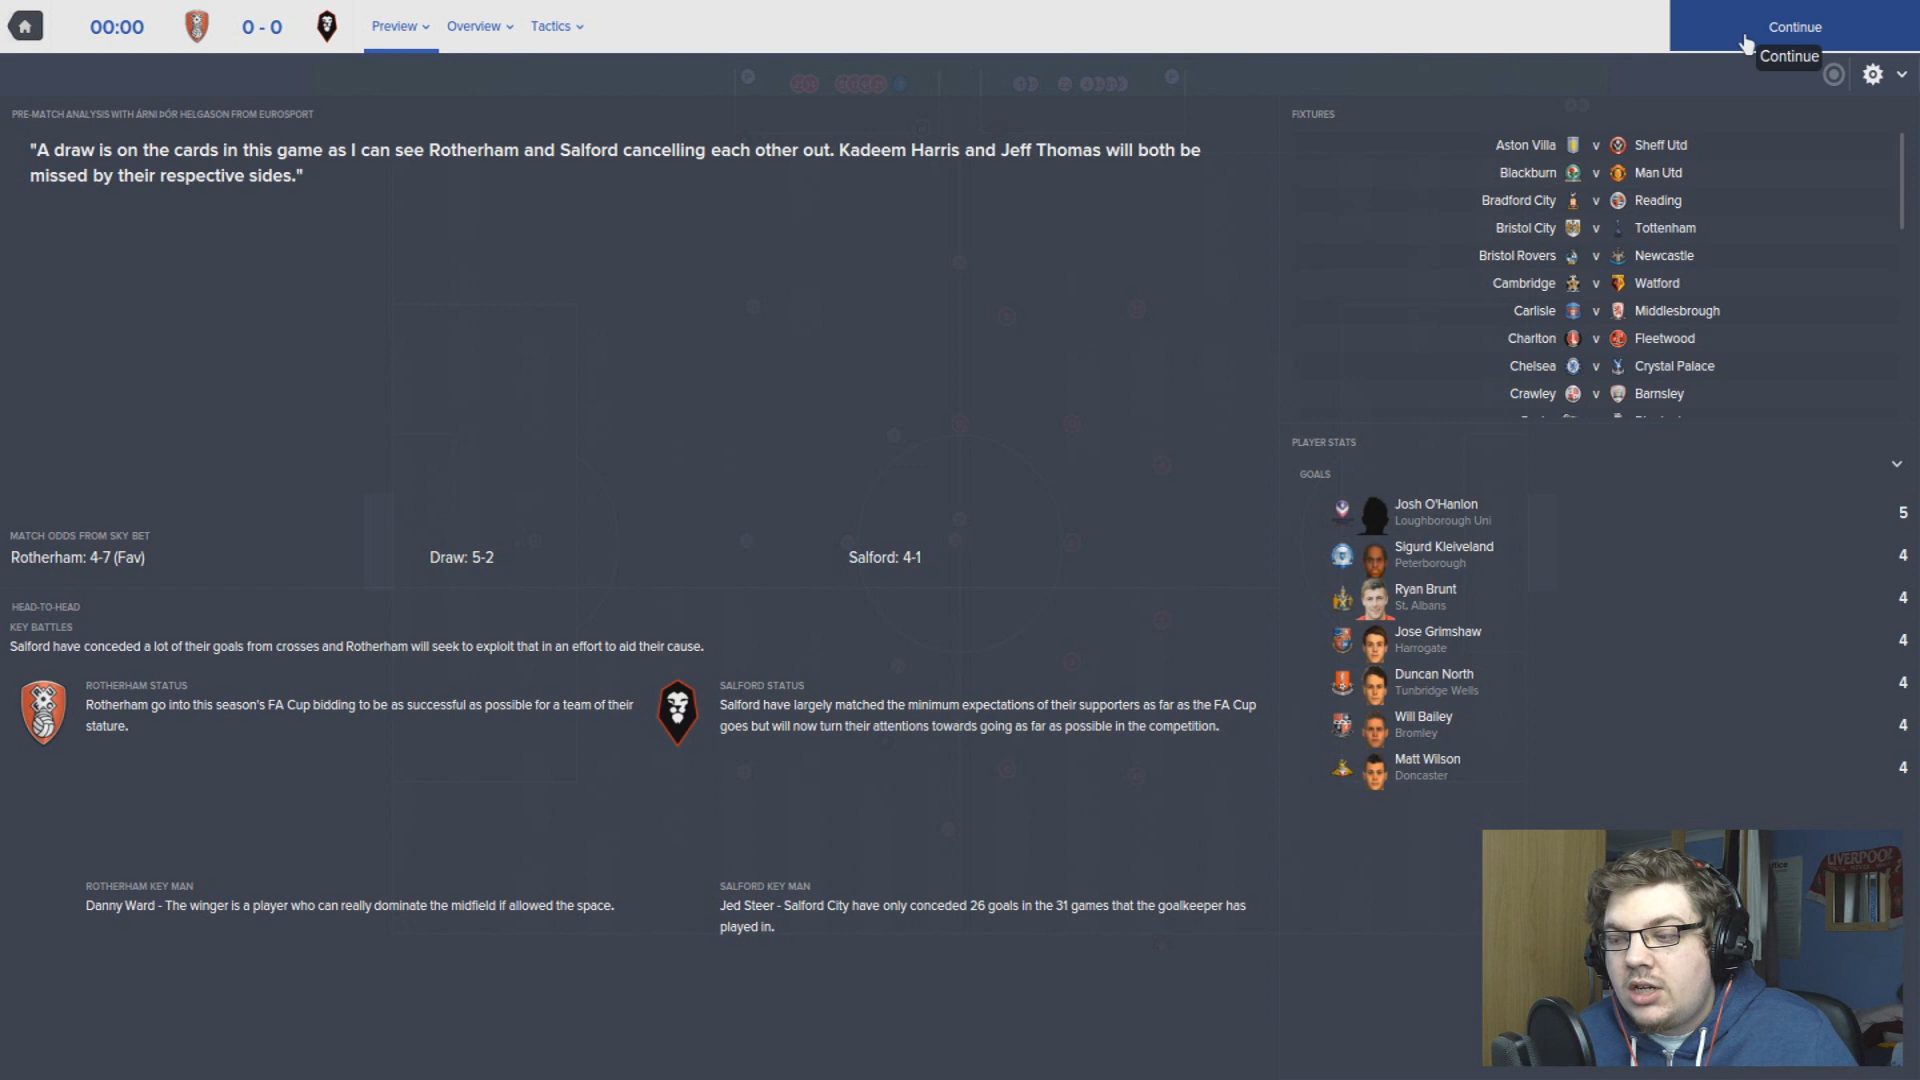 00:00
0 - 0
Preview
Overview
Tactics
Continue
Continue
PRE-MATCH ANALYSIS WITH ÁRNI ÞÓR HELGASON FROM EUROSPORT
"A draw is on the cards in this game as I can see Rotherham and Salford cancelling each other out. Kadeem Harris and Jeff Thomas will both be
missed by their respective sides."
MATCH ODDS FROM SKY BET
Rotherham: 4-7 (Fav)
Draw: 5-2
Salford: 4-1
HEAD-TO-HEAD
KEY BATTLES
Salford have conceded a lot of their goals from crosses and Rotherham will seek to exploit that in an effort to aid their cause.
ROTHERHAM STATUS
Rotherham go into this season's FA Cup bidding to be as successful as possible for a team of their
stature.
SALFORD STATUS
Salford have largely matched the minimum expectations of their supporters as far as the FA Cup
goes but will now turn their attentions towards going as far as possible in the competition.
ROTHERHAM KEY MAN
Danny Ward - The winger is a player who can really dominate the midfield if allowed the space.
SALFORD KEY MAN
Jed Steer - Salford City have only conceded 26 goals in the 31 games that the goalkeeper has
played in.
FIXTURES
Aston Villa v Sheff Utd
Blackburn v Man Utd
Bradford City v Reading
Bristol City v Tottenham
Bristol Rovers v Newcastle
Cambridge v Watford
Carlisle v Middlesbrough
Charlton v Fleetwood
Chelsea v Crystal Palace
Crawley v Barnsley
PLAYER STATS
GOALS
Josh O'Hanlon
Loughborough Uni
5
Sigurd Kleiveland
Peterborough
4
Ryan Brunt
St. Albans
4
Jose Grimshaw
Harrogate
4
Duncan North
Tunbridge Wells
4
Will Bailey
Bromley
4
Matt Wilson
Doncaster
4
LIVERPOOL